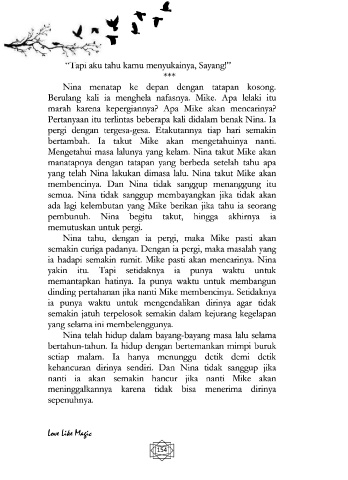 “Tapi aku tahu kamu menyukainya, Sayang!”
***
Nina menatap ke depan dengan tatapan kosong.
Berulang kali ia menghela nafasnya. Mike. Apa lelaki itu
marah karena kepergiannya? Apa Mike akan mencarinya?
Pertanyaan itu terlintas beberapa kali didalam benak Nina. Ia
pergi dengan tergesa-gesa. Etakutannya tiap hari semakin
bertambah. Ia takut Mike akan mengetahuinya nanti.
Mengetahui masa lalunya yang kelam. Nina takut Mike akan
manatapnya dengan tatapan yang berbeda setelah tahu apa
yang telah Nina lakukan dimasa lalu. Nina takut Mike akan
membencinya. Dan Nina tidak sanggup menanggung itu
semua. Nina tidak sanggup membayangkan jika tidak akan
ada lagi kelembutan yang Mike berikan jika tahu ia seorang
pembunuh. Nina begitu takut, hingga akhirnya ia
memutuskan untuk pergi.
Nina tahu, dengan ia pergi, maka Mike pasti akan
semakin curiga padanya. Dengan ia pergi, maka masalah yang
ia hadapi semakin rumit. Mike pasti akan mencarinya. Nina
yakin itu. Tapi setidaknya ia punya waktu untuk
memantapkan hatinya. Ia punya waktu untuk membangun
dinding pertahanan jika nanti Mike membencinya. Setidaknya
ia punya waktu untuk mengendalikan dirinya agar tidak
semakin jatuh terpelosok semakin dalam kejurang kegelapan
yang selama ini membelenggunya.
Nina telah hidup dalam bayang-bayang masa lalu selama
bertahun-tahun. Ia hidup dengan bertemankan mimpi buruk
setiap malam. Ia hanya menunggu detik demi detik
kehancuran dirinya sendiri. Dan Nina tidak sanggup jika
nanti ia akan semakin hancur jika nanti Mike akan
meninggalkannya karena tidak bisa menerima dirinya
sepenuhnya.
Love Like Magic
154